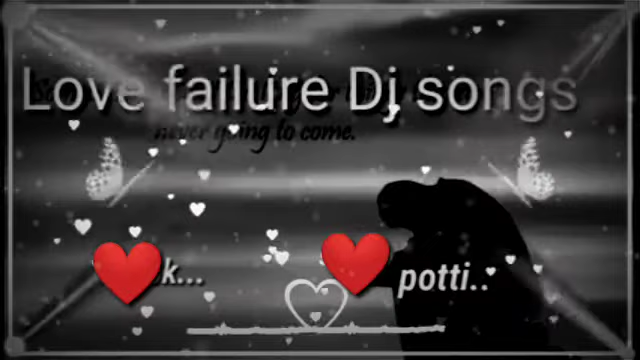 Love failure Dj songs
never going to come.
k...
potti..